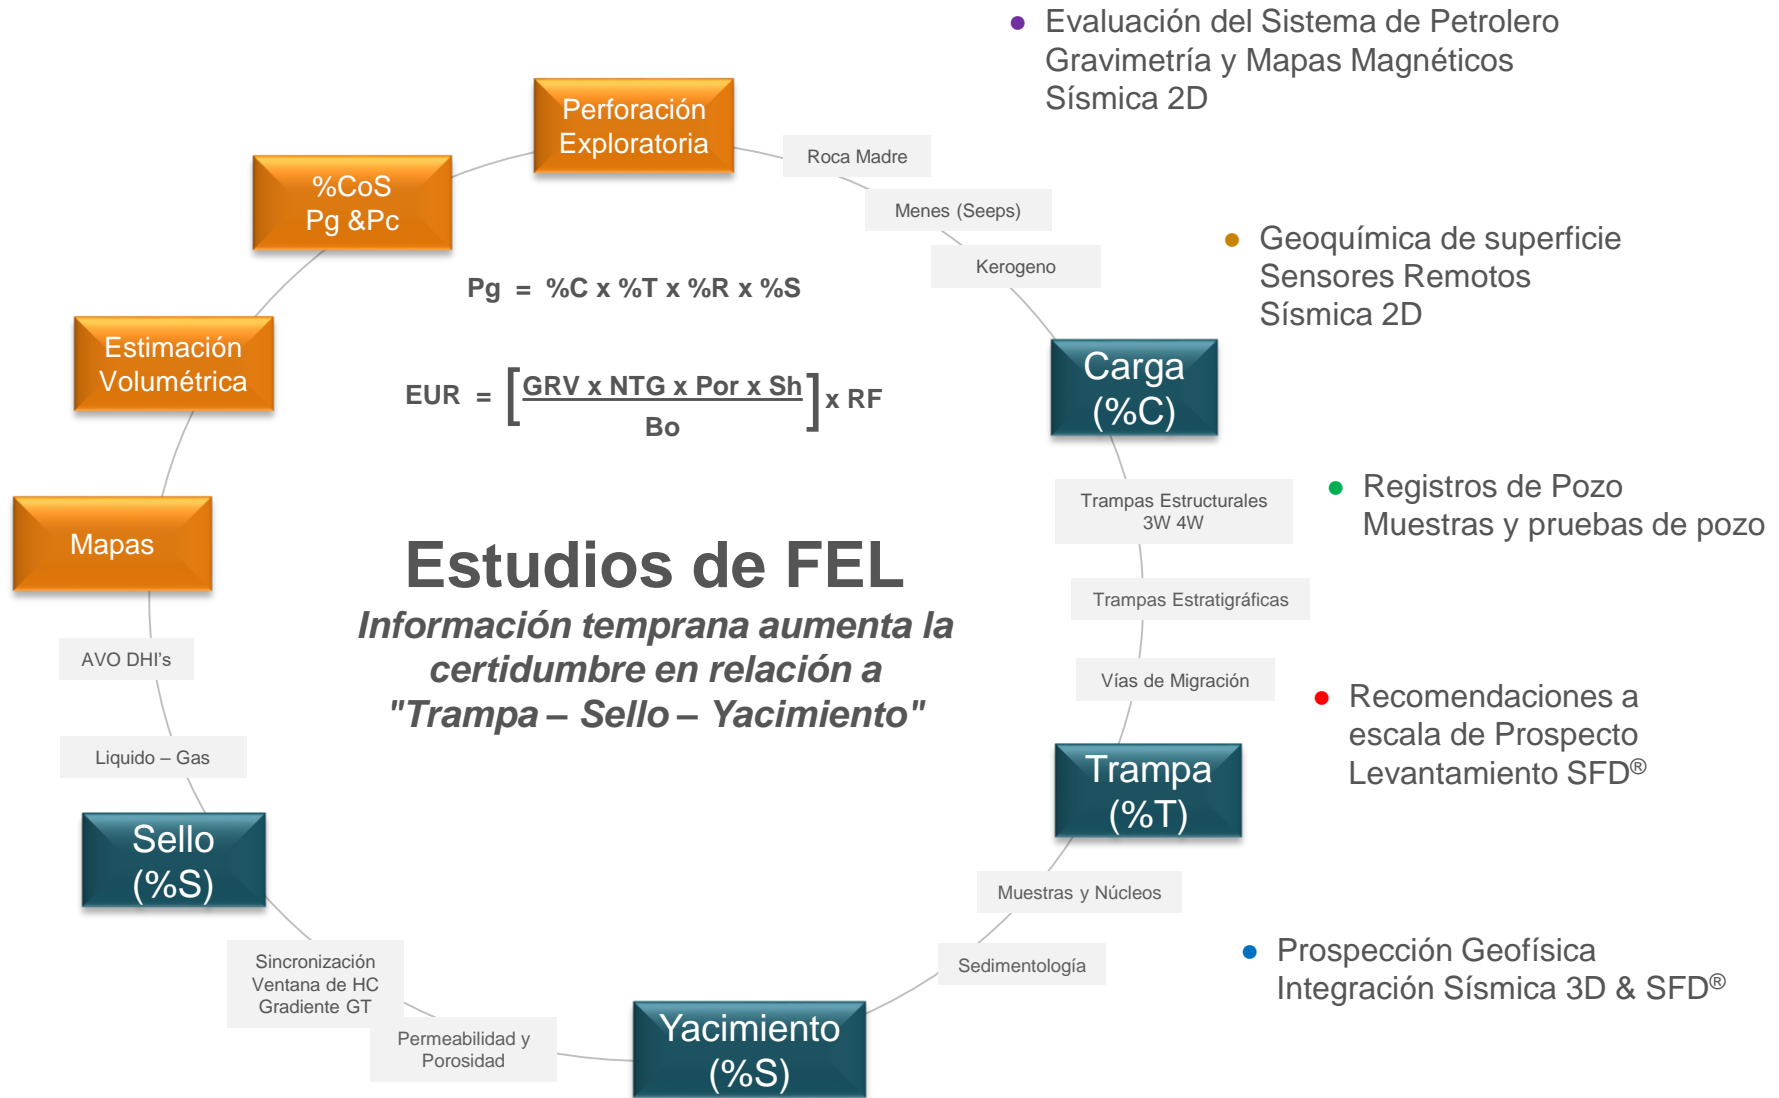 Evaluación del Sistema de Petrolero
Gravimetría y Mapas Magnéticos
Sísmica 2D
Perforación
Exploratoria
Roca Madre
%CoS
Pg &Pc
Menes (Seeps)
Geoquímica de superficie
Sensores Remotos
Sísmica 2D
Kerogeno
Pg = %C x %T x %R x %S
Estimación
Volumétrica
Carga
(%C)
EUR = [GRV x NTG x Por x Sh] x RF
Bo
Trampas Estructurales
3W 4W
Registros de Pozo
Muestras y pruebas de pozo
Mapas
Estudios de FEL
Información temprana aumenta la
certidumbre en relación a
"Trampa – Sello – Yacimiento"
Trampas Estratigráficas
AVO DHI's
Vías de Migración
Recomendaciones a
escala de Prospecto
Levantamiento SFD®
Liquido – Gas
Trampa
(%T)
Sello
(%S)
Muestras y Núcleos
Sedimentología
Prospección Geofísica
Integración Sísmica 3D & SFD®
Sincronización
Ventana de HC
Gradiente GT
Permeabilidad y
Porosidad
Yacimiento
(%S)